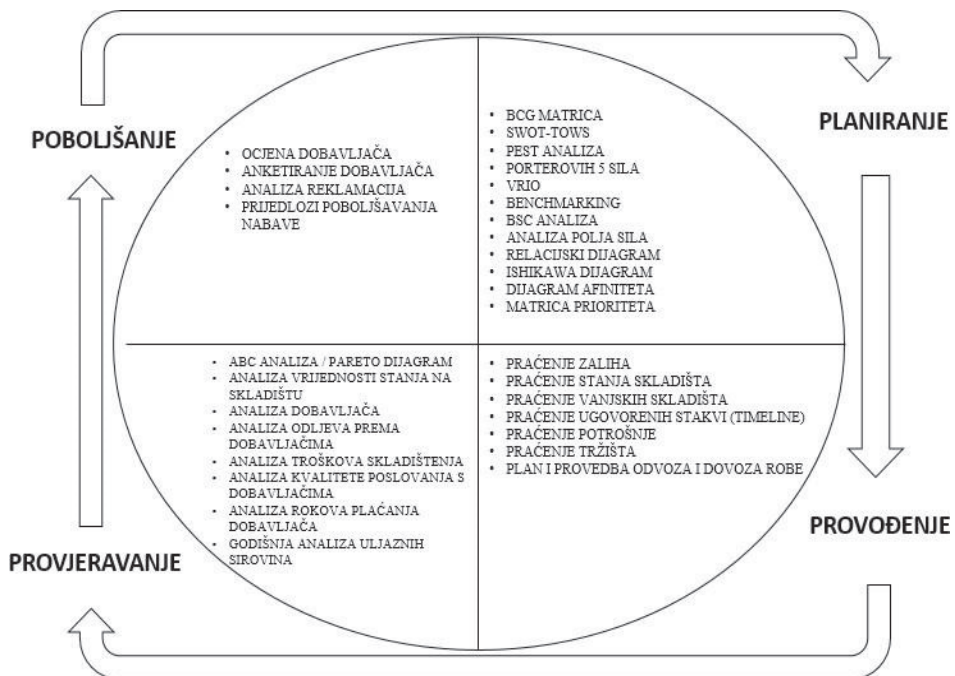 POBOLJŠANJE
• OCJENA DOBAVLJAČA
• ANKETIRANJE DOBAVLJAČA
• ANALIZA REKLAMACIJA
• PRIJEDLOZI POBOLJŠAVANJA
NABAVE
PLANIRANJE
• BCG MATRICA
• SWOT-TOWS
• PEST ANALIZA
• PORTEROVIH 5 SILA
• VRIO
• BENCHMARKING
• BSC ANALIZA
• ANALIZA POLJA SILA
• RELACIJSKI DIJAGRAM
• ISHIKAWA DIJAGRAM
• DIJAGRAM AFINITETA
• MATRICA PRIORITETA
PROVJERAVANJE
• ABC ANALIZA / PARETO DIJAGRAM
• ANALIZA VRIJEDNOSTI STANJA NA
SKLADIŠTU
• ANALIZA DOBAVLJAČA
• ANALIZA ODLJEVA PREMA
DOBAVLJAČIMA
• ANALIZA TROŠKOVA SKLADIŠTENJA
• ANALIZA KVALITETE POSLOVANJA S
DOBAVLJAČIMA
• ANALIZA ROKOVA PLAĆANJA
DOBAVLJAČA
• GODIŠNJA ANALIZA ULJAZNIH
SIROVINA
PROVOĐENJE
• PRAĆENJE ZALIHA
• PRAĆENJE STANJA SKLADIŠTA
• PRAĆENJE VANJSKIH SKLADIŠTA
• PRAĆENJE UGOVORENIH STAKVI (TIMELINE)
• PRAĆENJE POTROŠNJE
• PRAĆENJE TRŽIŠTA
• PLAN I PROVEDBA ODVOZA I DOVOZA ROBE